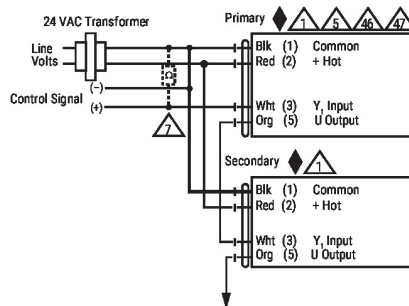 24 VAC Transformer
Primary 1 5 46 47
Line
Volts
Blk (1) Common
Red (2) + Hot
Ω
(–)
Control Signal
(+)
Wht (3) Y, Input
Org (5) U Output
7
Secondary 1
Blk (1) Common
Red (2) + Hot
Wht (3) Y, Input
Org (5) U Output